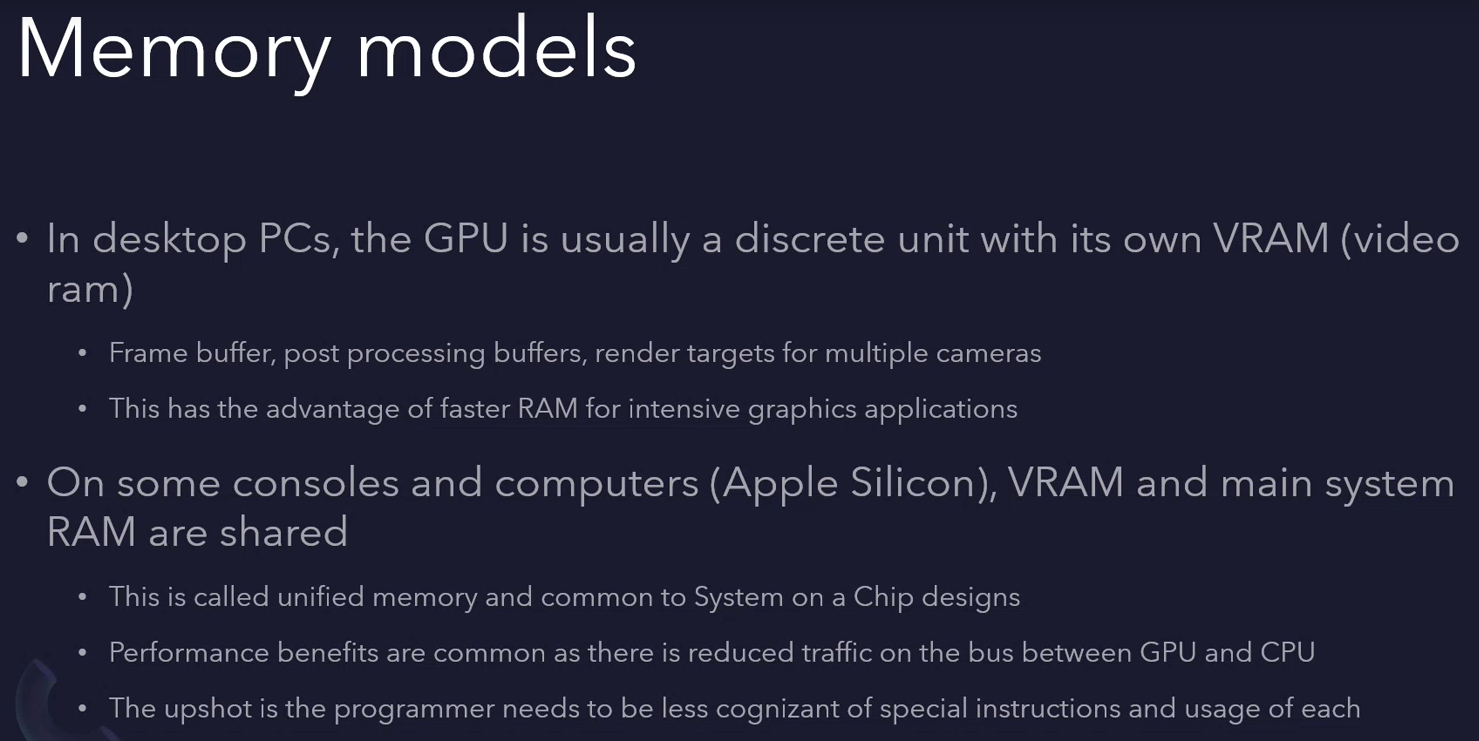 Memory models
• In desktop PCs, the GPU is usually a discrete unit with its own VRAM (video
ram)
• Frame buffer, post processing buffers, render targets for multiple cameras
• This has the advantage of faster RAM for intensive graphics applications
• On some consoles and computers (Apple Silicon), VRAM and main system
RAM are shared
• This is called unified memory and common to System on a Chip designs
• Performance benefits are common as there is reduced traffic on the bus between GPU and CPU
• The upshot is the programmer needs to be less cognizant of special instructions and usage of each